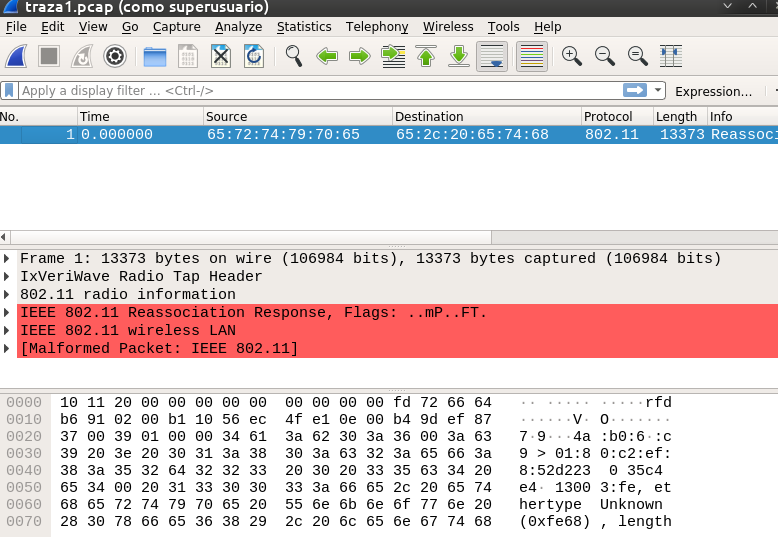 traza1.pcap (como superusuario)
File Edit View Go Capture Analyze Statistics Telephony Wireless Tools Help
Apply a display filter ... <Ctrl-/> Expression...
No. Time Source Destination Protocol Length Info
1 0.000000 65:72:74:79:70:65 65:2c:20:65:74:68 802.11 13373 Reassoci
Frame 1: 13373 bytes on wire (106984 bits), 13373 bytes captured (106984 bits)
IxVeriWave Radio Tap Header
802.11 radio information
IEEE 802.11 Reassociation Response, Flags: ..mP..FT.
IEEE 802.11 wireless LAN
[Malformed Packet: IEEE 802.11]
0000 10 11 20 00 00 00 00 00 00 00 00 00 fd 72 66 64 ·· ····· ·····rfd
0010 b6 91 02 00 b1 10 56 ec 4f e1 0e 00 b4 9d ef 87 ······V· O·······
0020 37 00 39 01 00 00 34 61 3a 62 30 3a 36 00 3a 63 7·9···4a :b0:6·:c
0030 39 20 3e 20 30 31 3a 38 30 3a 63 32 3a 65 66 3a 9 > 01:8 0:c2:ef:
0040 38 3a 35 32 64 32 32 33 20 30 20 33 35 63 34 20 8:52d223 0 35c4
0050 65 34 00 20 31 33 30 30 33 3a 66 65 2c 20 65 74 e4· 1300 3:fe, et
0060 68 65 72 74 79 70 65 20 55 6e 6b 6e 6f 77 6e 20 hertype Unknown
0070 28 30 78 66 65 36 38 29 2c 20 6c 65 6e 67 74 68 (0xfe68) , length